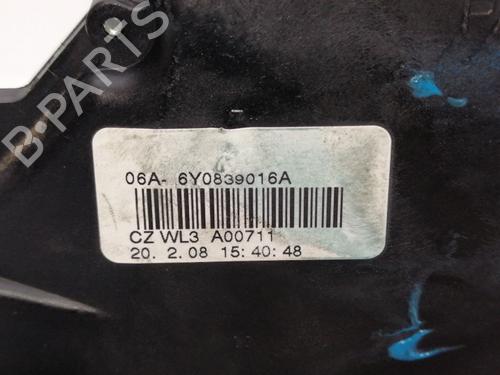 B-PARTS
06A- 6Y0839016A
CZ WL3 A00711
20. 2.08 15:40:48